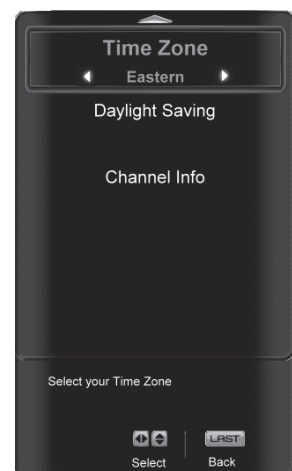 Time Zone
Eastern
Daylight Saving
Channel Info
Select your Time Zone
LAST
Select Back